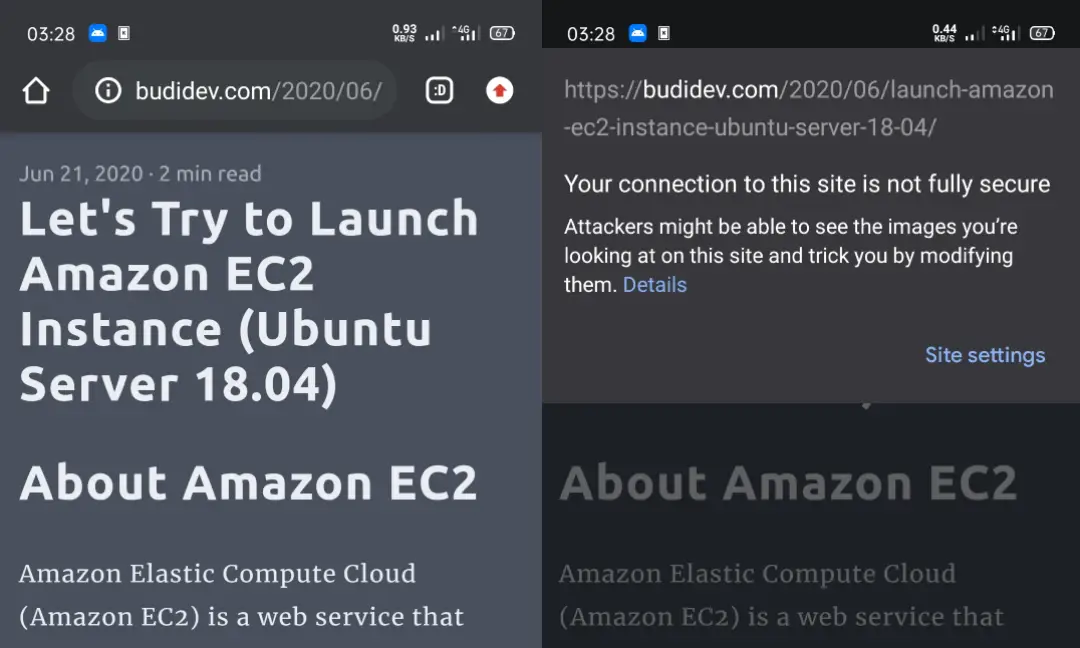 03:28
0.93
KB/S
4G
67
budidev.com/2020/06/
:D
Jun 21, 2020 · 2 min read
Let's Try to Launch
Amazon EC2
Instance (Ubuntu
Server 18.04)
About Amazon EC2
Amazon Elastic Compute Cloud
(Amazon EC2) is a web service that
03:28
0.44
KB/S
4G
67
https://budidev.com/2020/06/launch-amazon
-ec2-instance-ubuntu-server-18-04/
Your connection to this site is not fully secure
Attackers might be able to see the images you’re
looking at on this site and trick you by modifying
them. Details
Site settings
About Amazon EC2
Amazon Elastic Compute Cloud
(Amazon EC2) is a web service that